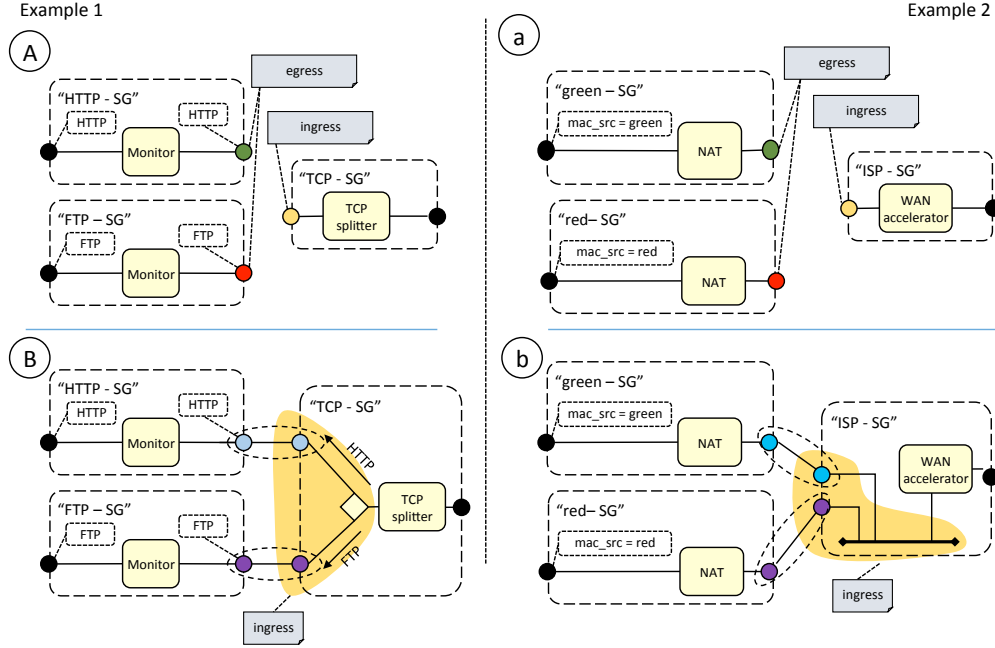 Example 1
Example 2
A
egress
“HTTP - SG”
HTTP
HTTP
Monitor
ingress
“TCP - SG”
TCP
splitter
“FTP – SG”
FTP
FTP
Monitor
a
egress
“green – SG”
mac_src = green
NAT
ingress
“ISP - SG”
WAN
accelerator
“red– SG”
mac_src = red
NAT
B
“HTTP - SG”
HTTP
HTTP
Monitor
“TCP - SG”
HTTP
TCP
splitter
FTP
“FTP – SG”
FTP
FTP
Monitor
ingress
b
“green – SG”
mac_src = green
NAT
“ISP - SG”
WAN
accelerator
“red– SG”
mac_src = red
NAT
ingress